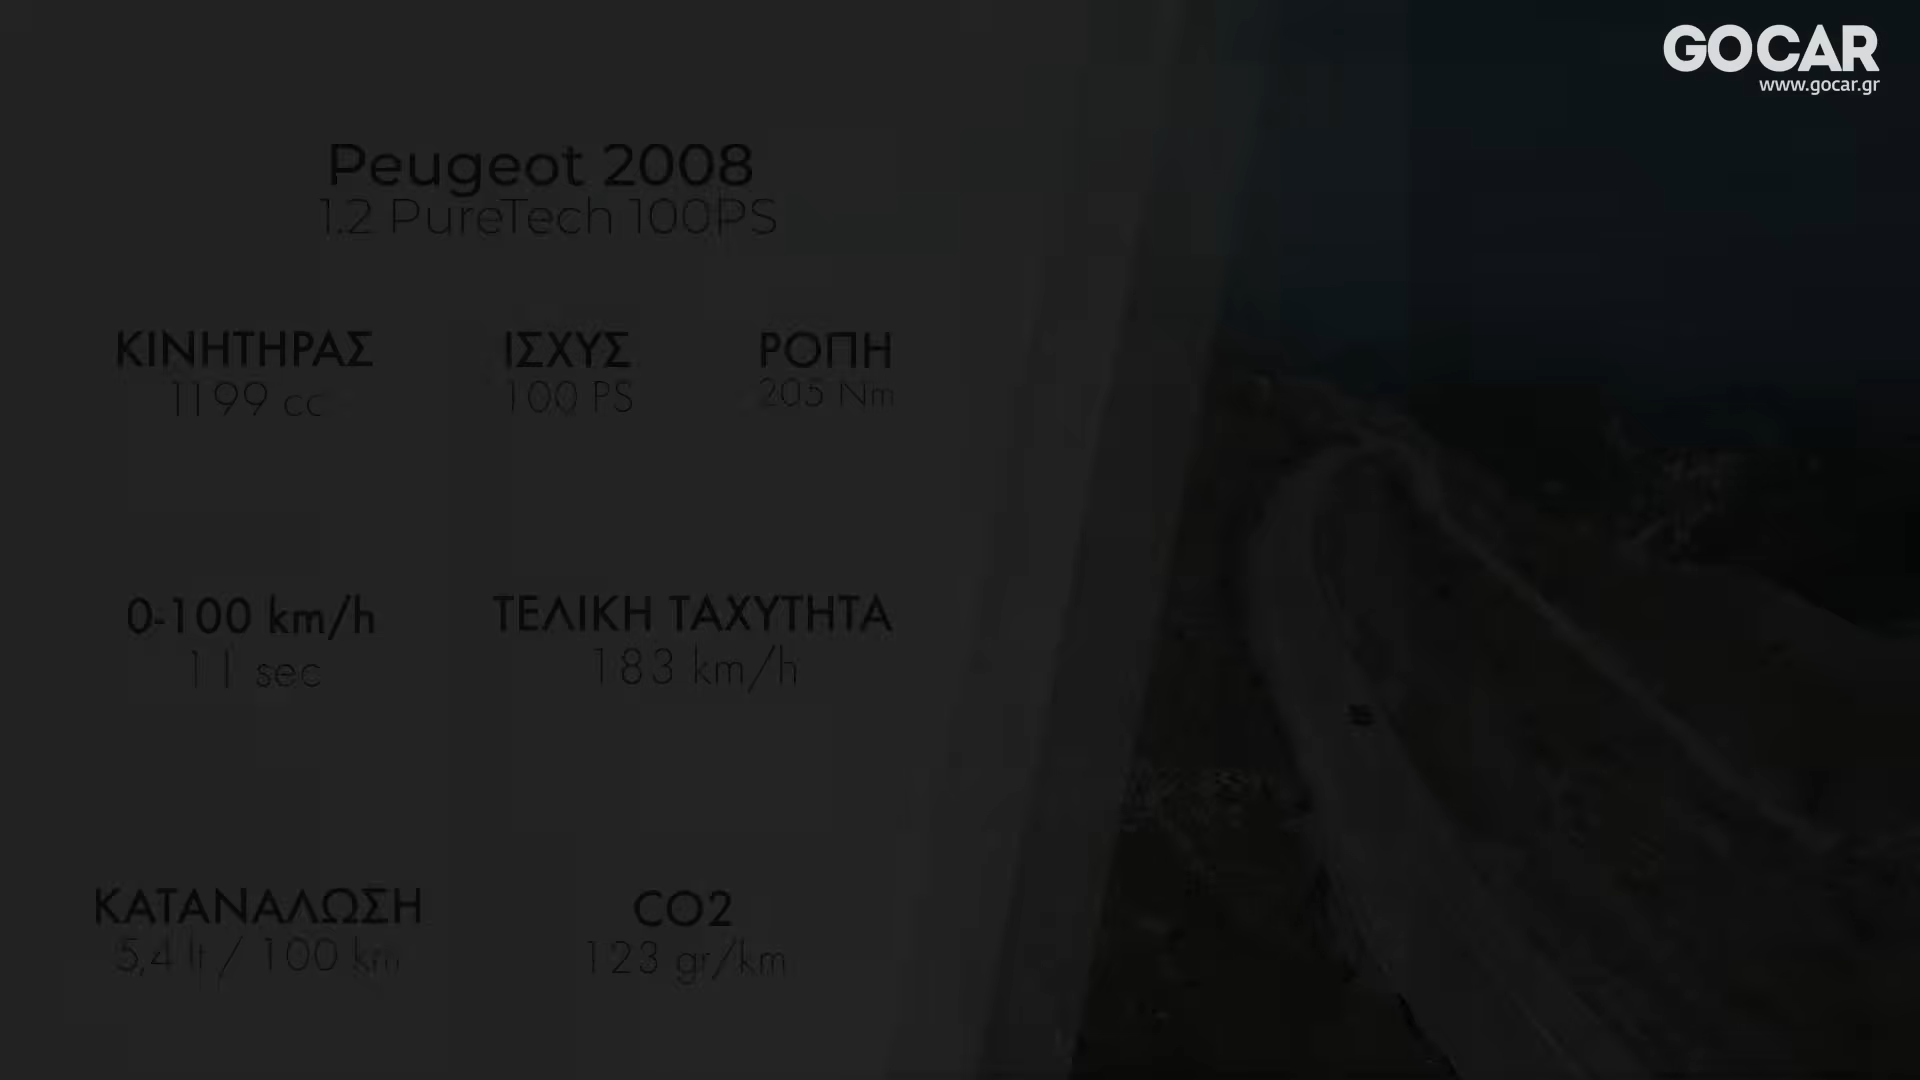 GOCAR
www.gocar.gr
Peugeot 2008
1.2 PureTech 100PS
ΚΙΝΗΤΗΡΑΣ
1199 cc
ΙΣΧΥΣ
100 PS
ΡΟΠΗ
205 Nm
0-100 km/h
11 sec
ΤΕΛΙΚΗ ΤΑΧΥΤΗΤΑ
183 km/h
ΚΑΤΑΝΑΛΩΣΗ
5,4 lt / 100 km
CO2
123 gr/km